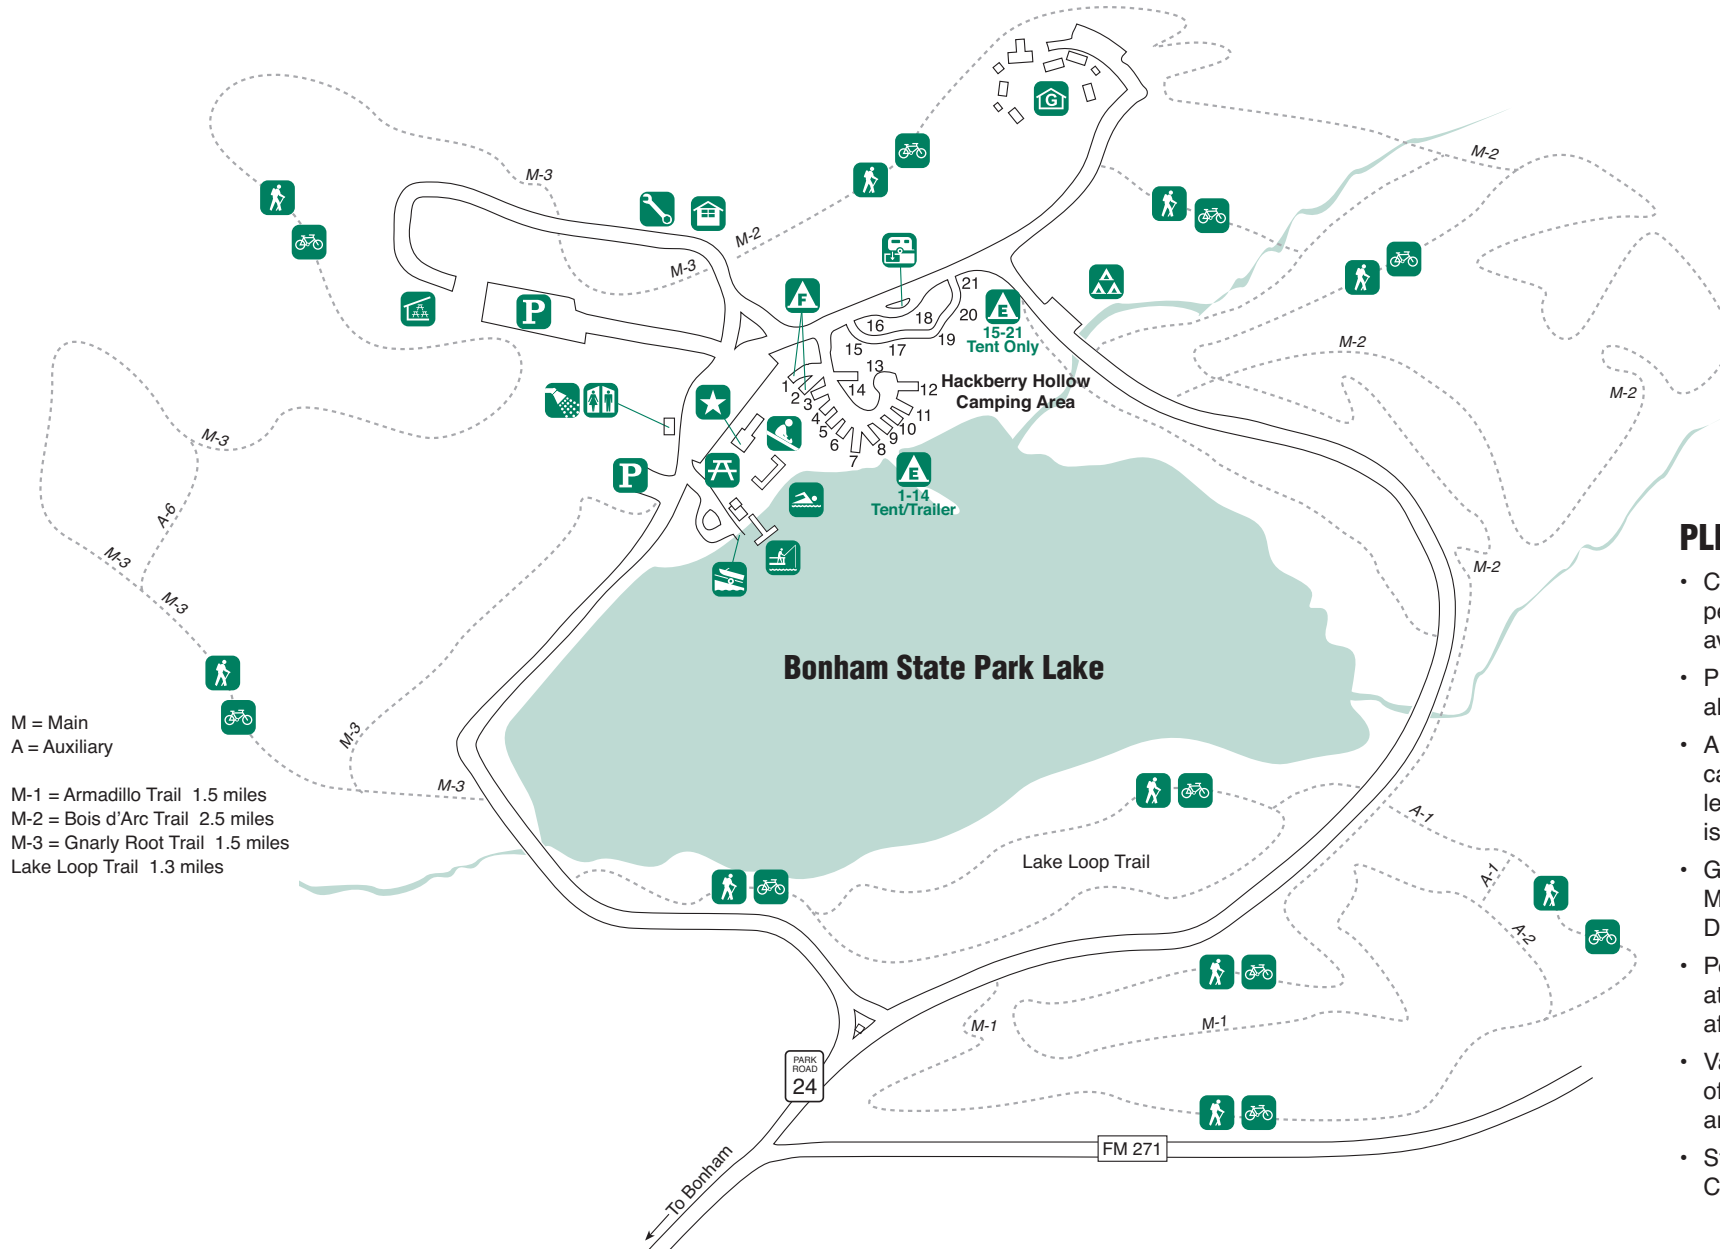 M-3
M-2
M-2
M-3
M-2
G
P
F
E
15-21
Tent Only
21
20
19
18
17
16
15
14
13
12
11
10
9
8
7
6
5
4
3
2
1
Hackberry Hollow
Camping Area
M-2
M-2
E
1-14
Tent/Trailer
P
M-3
A-6
M-3
M-3
M-2
Bonham State Park Lake
M = Main
A = Auxiliary
M-1 = Armadillo Trail 1.5 miles
M-2 = Bois d'Arc Trail 2.5 miles
M-3 = Gnarly Root Trail 1.5 miles
Lake Loop Trail 1.3 miles
M-3
M-3
A-1
Lake Loop Trail
A-1
A-2
M-1
M-1
PARK
ROAD
24
FM 271
To Bonham